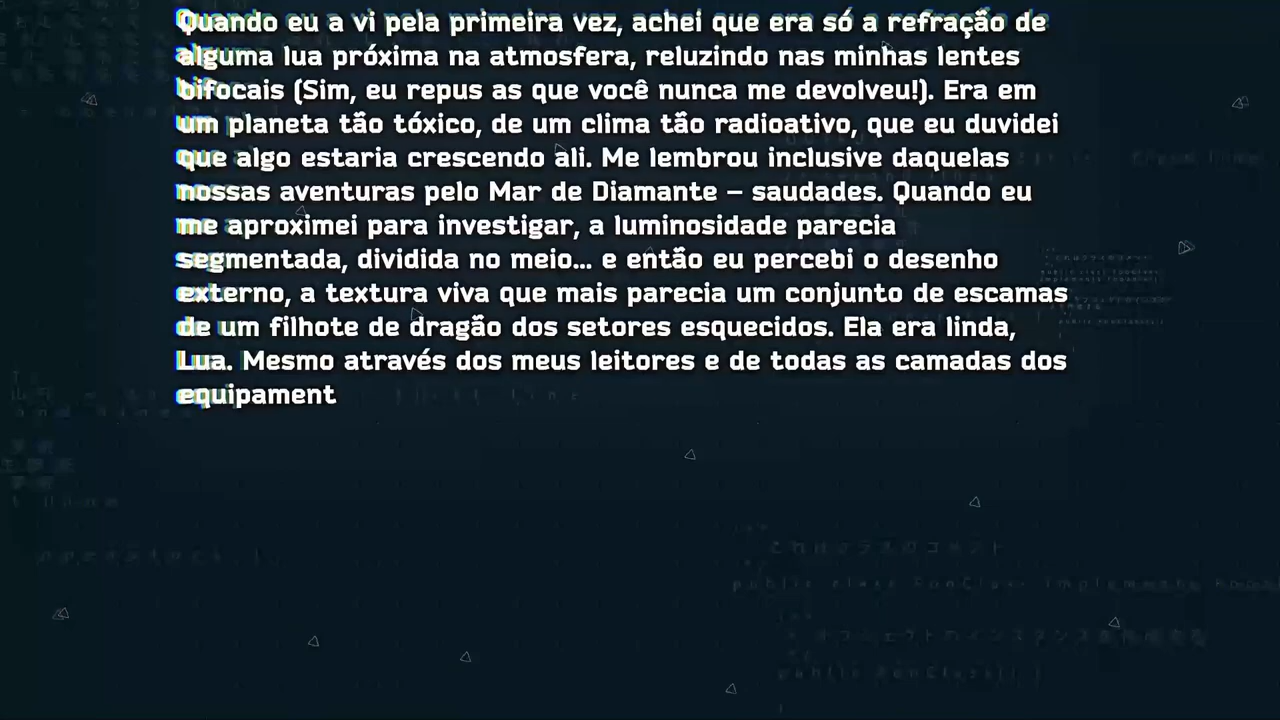 Quando eu a vi pela primeira vez, achei que era só a refração de
alguma lua próxima na atmosfera, reluzindo nas minhas lentes
bifocais (Sim, eu repus as que você nunca me devolveu!). Era em
um planeta tão tóxico, de um clima tão radioativo, que eu duvidei
que algo estaria crescendo ali. Me lembrou inclusive daquelas
nossas aventuras pelo Mar de Diamante – saudades. Quando eu
me aproximei para investigar, a luminosidade parecia
segmentada, dividida no meio... e então eu percebi o desenho
externo, a textura viva que mais parecia um conjunto de escamas
de um filhote de dragão dos setores esquecidos. Ela era linda,
Lua. Mesmo através dos meus leitores e de todas as camadas dos
equipament